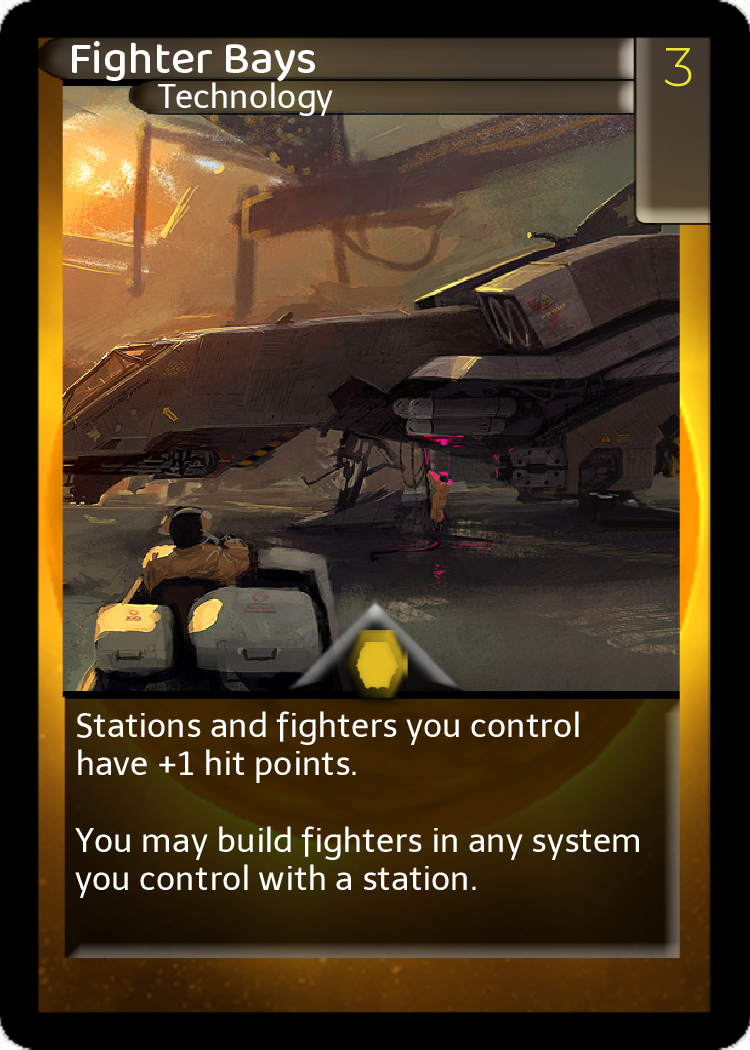 Fighter Bays
3
Technology
Stations and fighters you control
have +1 hit points.
You may build fighters in any system
you control with a station.